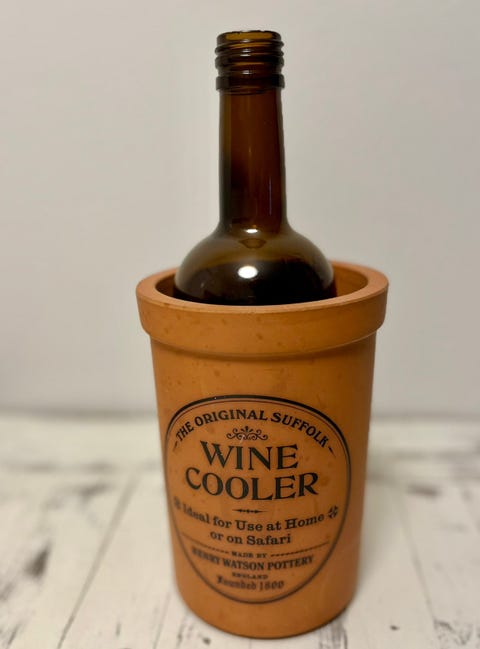 THE ORIGINAL SUFFOLK
WINE
COOLER
Ideal for Use at Home
or on Safari
MADE BY
HENRY WATSON POTTERY
ENGLAND
Founded 1800